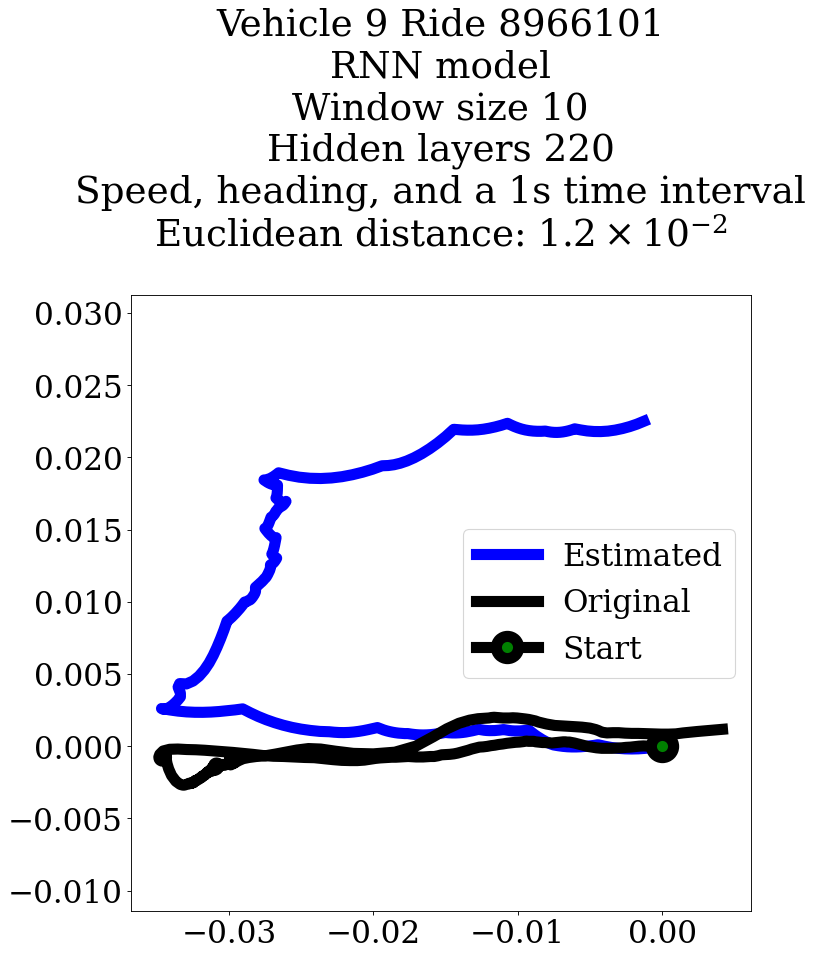 Vehicle 9 Ride 8966101
RNN model
Window size 10
Hidden layers 220
Speed, heading, and a 1s time interval
Euclidean distance: 1.2 × 10⁻²
0.030
0.025
0.020
0.015
0.010
0.005
0.000
−0.005
−0.010
Estimated
Original
Start
−0.03
−0.02
−0.01
0.00